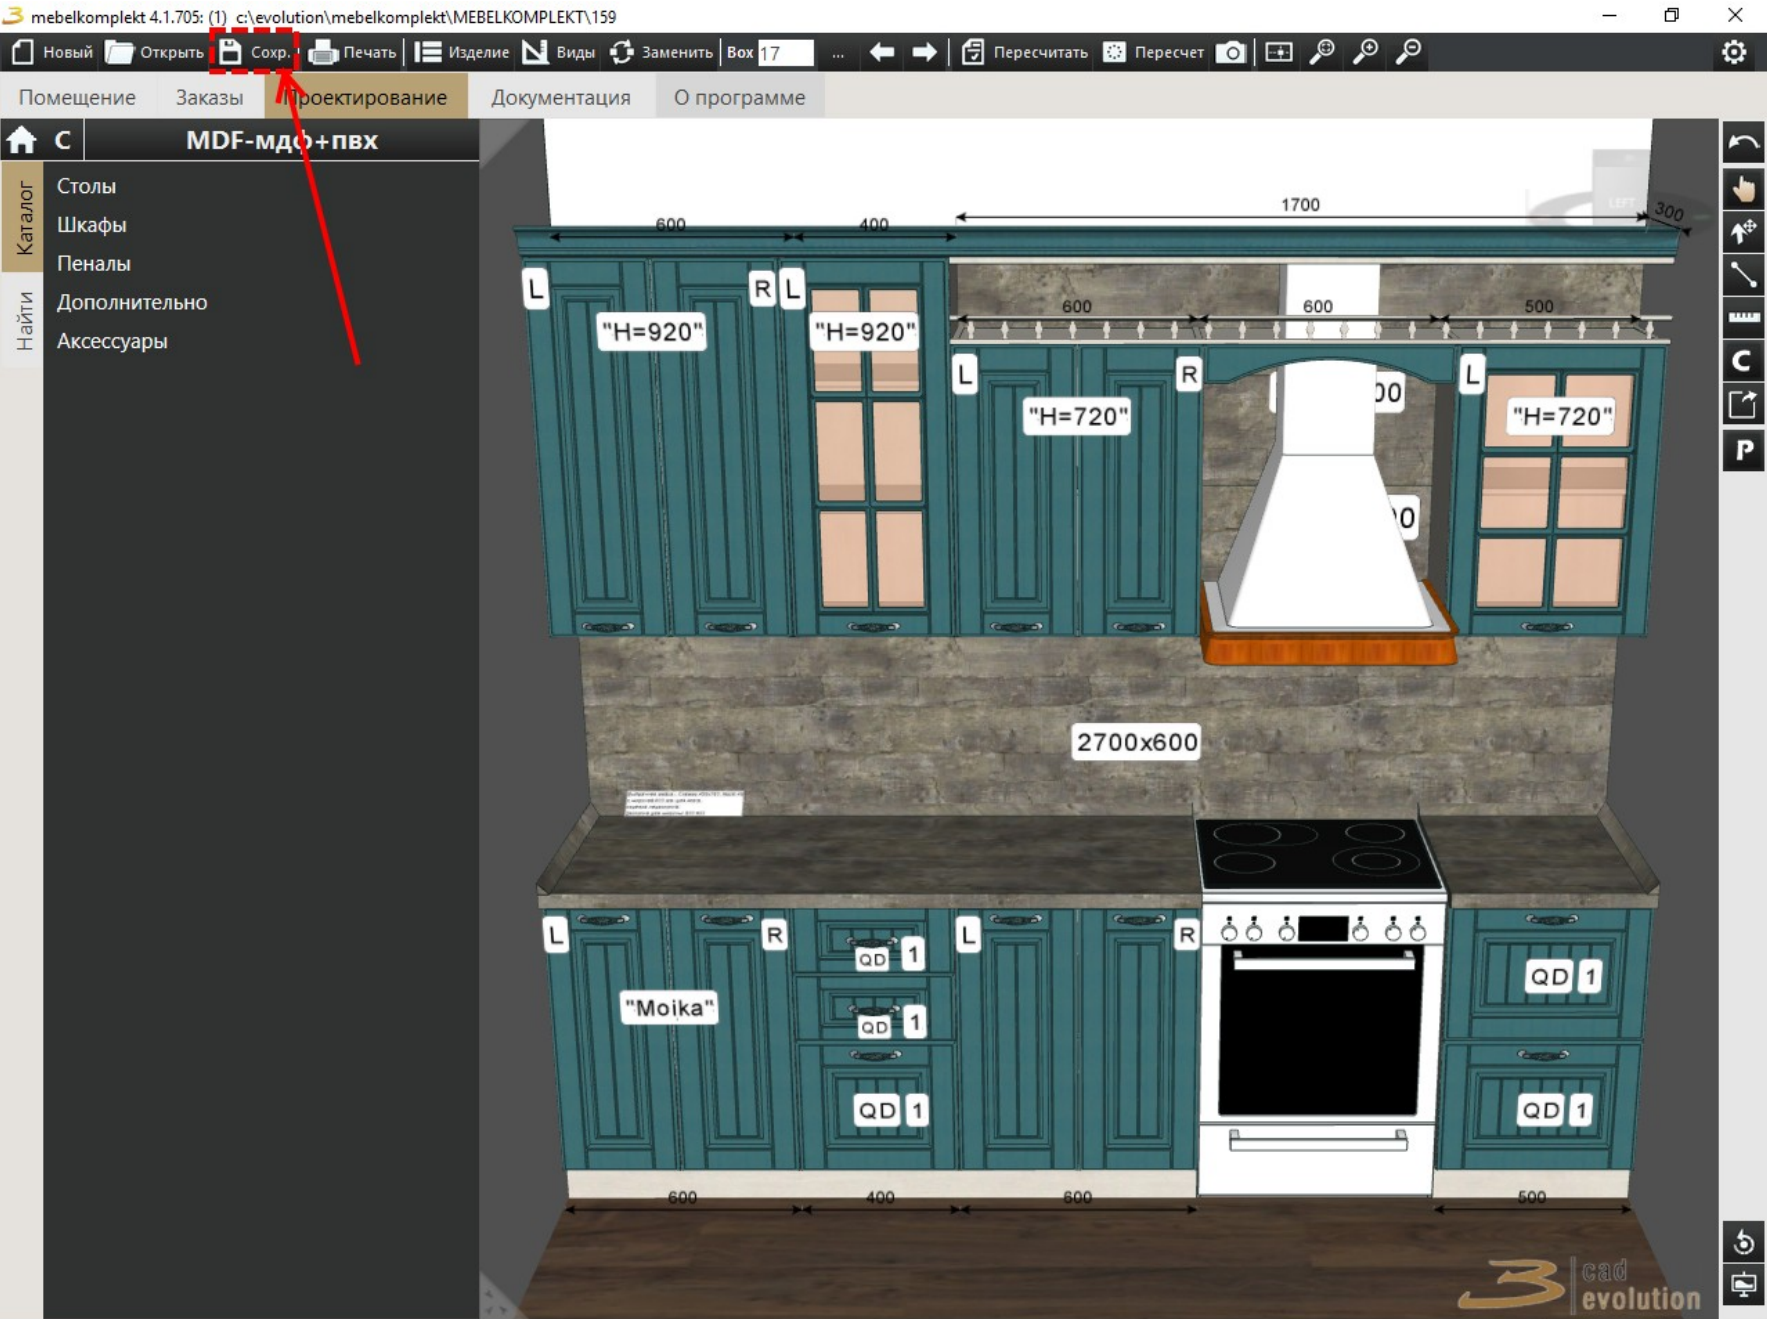 mebelkomplekt 4.1.705: (1) c:\evolution\mebelkomplekt\MEBELKOMPLEKT\159
Новый Открыть Сохр. Печать Изделие Виды Заменить Box 17 ... Пересчитать Пересчет
Помещение Заказы Проектирование Документация О программе
C MDF-мдф+пвх
Каталог
Найти
Столы
Шкафы
Пеналы
Дополнительно
Аксессуары
LEFT
1700 300
600 400
L R L
600 600 500
"H=920" "H=920"
L R L
00
"H=720" "H=720"
0
2700x600
L R L R
QD 1
QD 1
"Moika"
QD 1
QD 1
QD 1
600 400 600 500
C
P
cad
evolution